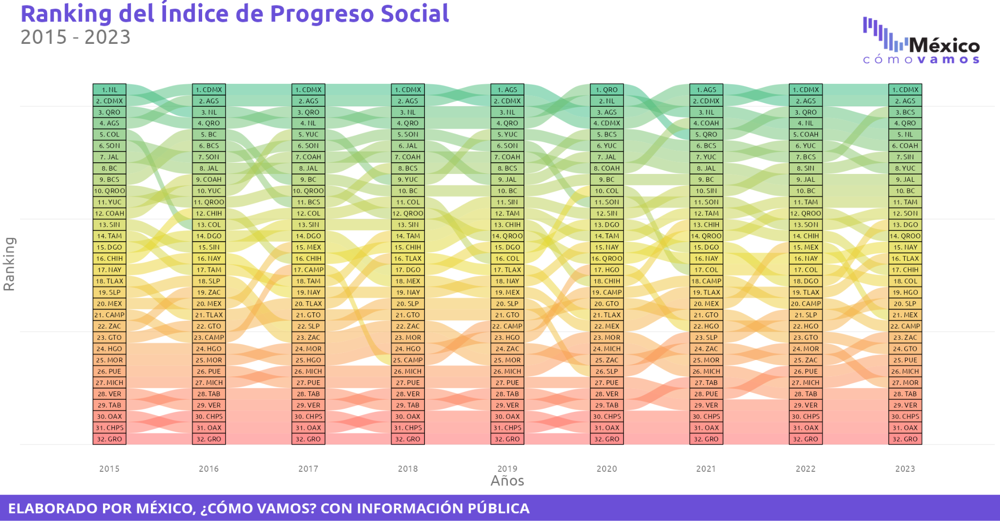 Ranking del Índice de Progreso Social
2015 - 2023
México
cómovamos
Ranking
1. NL
2. CDMX
3. QRO
4. AGS
5. COL
6. SON
7. JAL
8. BC
9. BCS
10. QROO
11. YUC
12. COAH
13. SIN
14. TAM
15. DGO
16. CHIH
17. NAY
18. TLAX
19. SLP
20. MEX
21. CAMP
22. ZAC
23. GTO
24. HGO
25. MOR
26. PUE
27. MICH
28. VER
29. TAB
30. OAX
31. CHPS
32. GRO
1. CDMX
2. AGS
3. NL
4. QRO
5. BC
6. BCS
7. SON
8. JAL
9. COAH
10. YUC
11. QROO
12. CHIH
13. COL
14. DGO
15. SIN
16. NAY
17. TAM
18. SLP
19. ZAC
20. MEX
21. TLAX
22. GTO
23. CAMP
24. HGO
25. MOR
26. PUE
27. MICH
28. TAB
29. VER
30. CHPS
31. OAX
32. GRO
1. CDMX
2. AGS
3. QRO
4. NL
5. YUC
6. SON
7. COAH
8. JAL
9. BC
10. QROO
11. BCS
12. COL
13. SIN
14. DGO
15. MEX
16. CHIH
17. CAMP
18. TAM
19. NAY
20. TLAX
21. GTO
22. SLP
23. ZAC
24. MOR
25. HGO
26. MICH
27. PUE
28. TAB
29. VER
30. CHPS
31. OAX
32. GRO
1. CDMX
2. AGS
3. NL
4. QRO
5. SON
6. JAL
7. COAH
8. BCS
9. YUC
10. BC
11. COL
12. QROO
13. SIN
14. TAM
15. CHIH
16. TLAX
17. DGO
18. MEX
19. NAY
20. SLP
21. GTO
22. ZAC
23. MOR
24. HGO
25. CAMP
26. MICH
27. PUE
28. VER
29. TAB
30. OAX
31. CHPS
32. GRO
1. AGS
2. CDMX
3. NL
4. QRO
5. YUC
6. SON
7. COAH
8. BCS
9. JAL
10. BC
11. SIN
12. TAM
13. CHIH
14. QROO
15. DGO
16. COL
17. TLAX
18. NAY
19. MEX
20. SLP
21. GTO
22. CAMP
23. HGO
24. ZAC
25. MOR
26. MICH
27. PUE
28. TAB
29. VER
30. OAX
31. CHPS
32. GRO
1. QRO
2. NL
3. AGS
4. CDMX
5. BCS
6. YUC
7. JAL
8. COAH
9. BC
10. COL
11. SON
12. SIN
13. DGO
14. TAM
15. NAY
16. QROO
17. HGO
18. CHIH
19. CAMP
20. GTO
21. TLAX
22. MEX
23. MOR
24. MICH
25. ZAC
26. SLP
27. PUE
28. VER
29. TAB
30. CHPS
31. OAX
32. GRO
1. AGS
2. CDMX
3. NL
4. COAH
5. QRO
6. BCS
7. YUC
8. JAL
9. BC
10. SIN
11. SON
12. TAM
13. CHIH
14. QROO
15. DGO
16. NAY
17. COL
18. CAMP
19. TLAX
20. MEX
21. GTO
22. HGO
23. SLP
24. ZAC
25. MOR
26. MICH
27. TAB
28. PUE
29. VER
30. CHPS
31. OAX
32. GRO
1. CDMX
2. AGS
3. QRO
4. NL
5. COAH
6. YUC
7. BCS
8. SIN
9. JAL
10. BC
11. TAM
12. QROO
13. SON
14. CHIH
15. MEX
16. NAY
17. COL
18. DGO
19. TLAX
20. CAMP
21. SLP
22. HGO
23. GTO
24. MOR
25. ZAC
26. PUE
27. MICH
28. TAB
29. VER
30. CHPS
31. OAX
32. GRO
1. CDMX
2. AGS
3. BCS
4. QRO
5. NL
6. COAH
7. SIN
8. YUC
9. JAL
10. BC
11. TAM
12. SON
13. DGO
14. QROO
15. NAY
16. TLAX
17. CHIH
18. COL
19. HGO
20. SLP
21. MEX
22. CAMP
23. ZAC
24. GTO
25. PUE
26. MICH
27. MOR
28. TAB
29. VER
30. CHPS
31. OAX
32. GRO
2015 2016 2017 2018 2019 2020 2021 2022 2023
Años
ELABORADO POR MÉXICO, ¿CÓMO VAMOS? CON INFORMACIÓN PÚBLICA